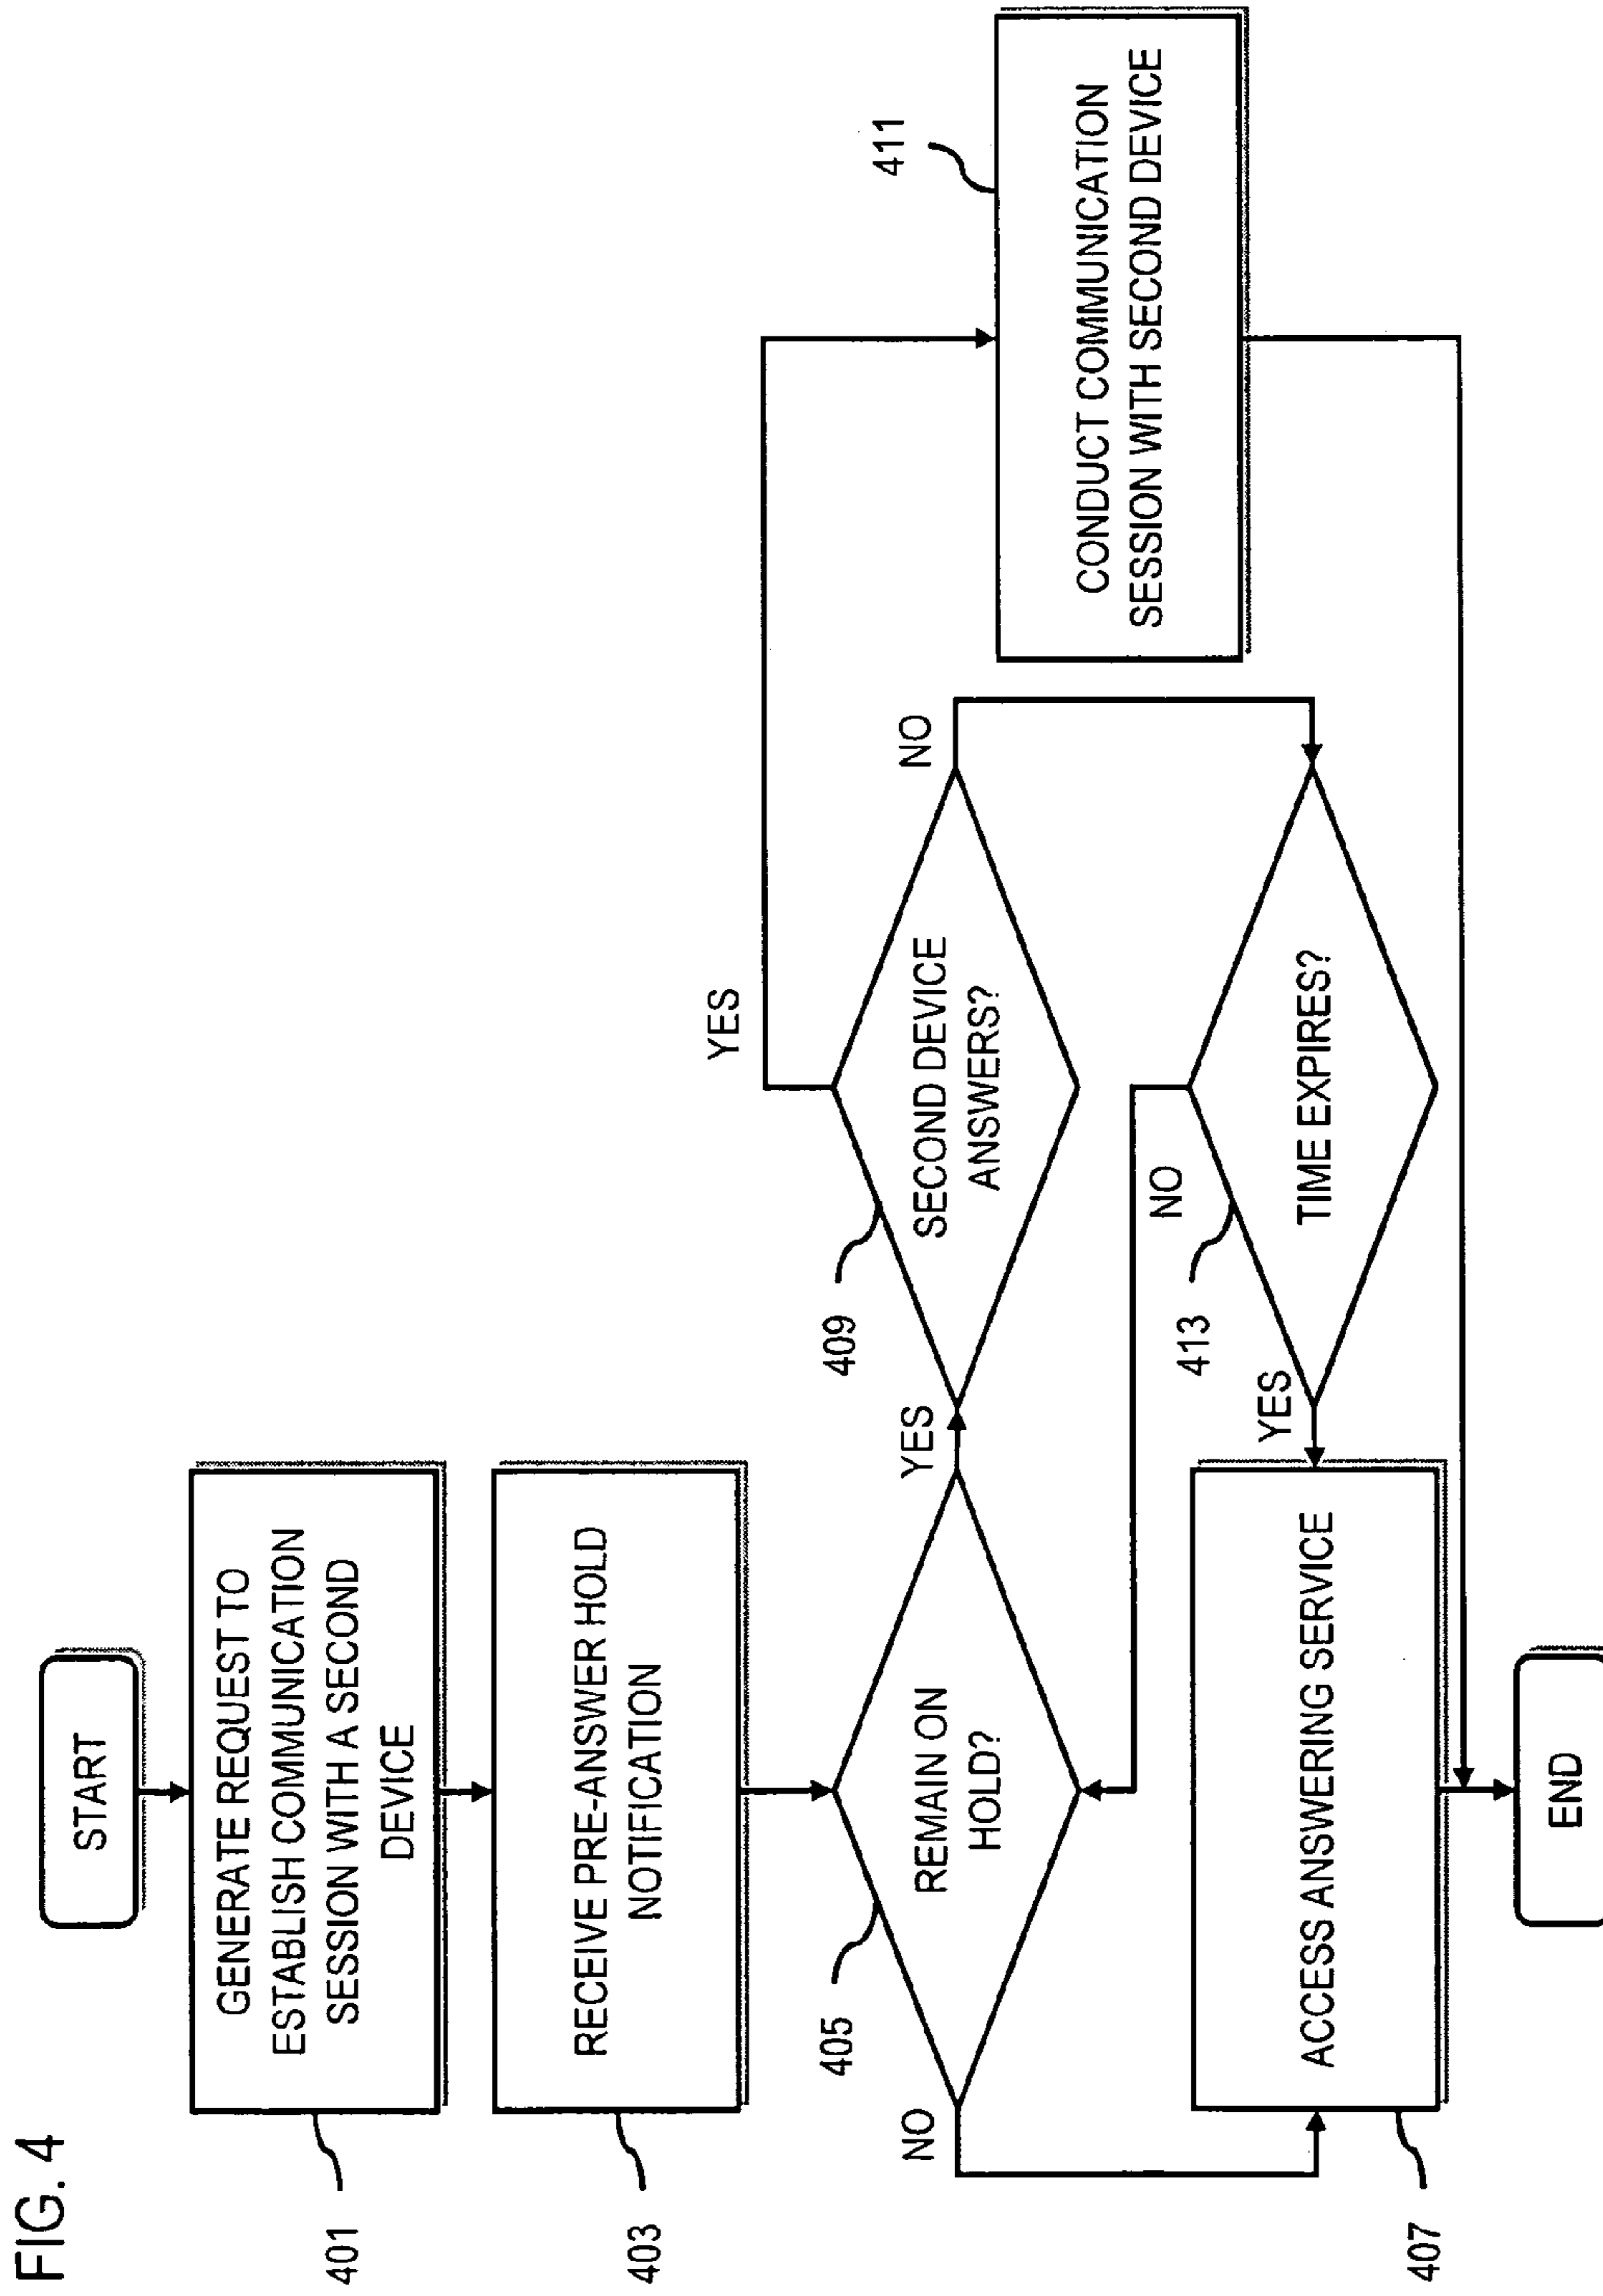 FIG. 4
START
401
GENERATE REQUEST TO
ESTABLISH COMMUNICATION
SESSION WITH A SECOND
DEVICE
403
RECEIVE PRE-ANSWER HOLD
NOTIFICATION
405
REMAIN ON
HOLD?
NO
YES
409
SECOND DEVICE
ANSWERS?
YES
NO
411
CONDUCT COMMUNICATION
SESSION WITH SECOND DEVICE
413
TIME EXPIRES?
NO
YES
407
ACCESS ANSWERING SERVICE
END